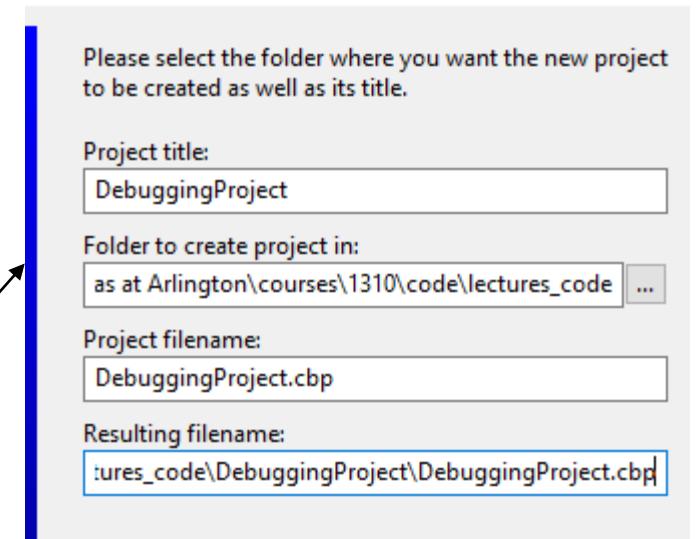 Please select the folder where you want the new project
to be created as well as its title.
Project title:
DebuggingProject
Folder to create project in:
as at Arlington\courses\1310\code\lectures_code ...
Project filename:
DebuggingProject.cbp
Resulting filename:
tures_code\DebuggingProject\DebuggingProject.cbp